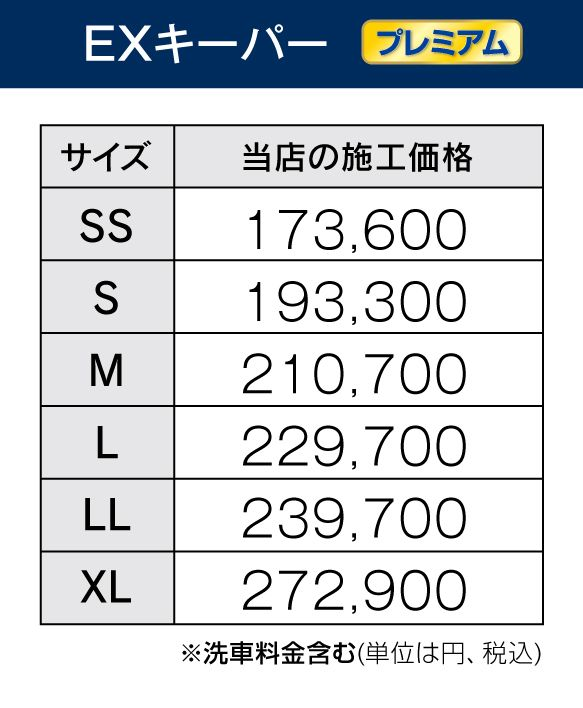 EXキーパー プレミアム
サイズ 当店の施工価格
SS 173,600
S 193,300
M 210,700
L 229,700
LL 239,700
XL 272,900
※洗車料金含む(単位は円、税込)